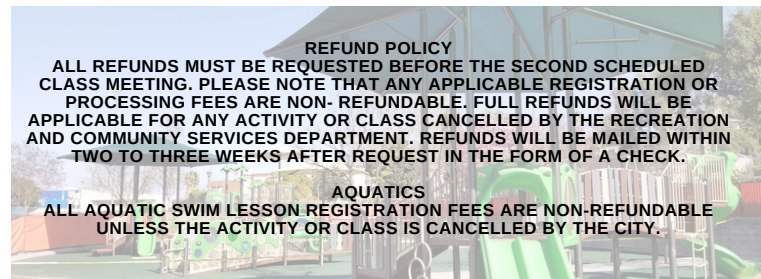 REFUND POLICY
ALL REFUNDS MUST BE REQUESTED BEFORE THE SECOND SCHEDULED
CLASS MEETING. PLEASE NOTE THAT ANY APPLICABLE REGISTRATION OR
PROCESSING FEES ARE NON- REFUNDABLE. FULL REFUNDS WILL BE
APPLICABLE FOR ANY ACTIVITY OR CLASS CANCELLED BY THE RECREATION
AND COMMUNITY SERVICES DEPARTMENT. REFUNDS WILL BE MAILED WITHIN
TWO TO THREE WEEKS AFTER REQUEST IN THE FORM OF A CHECK.
AQUATICS
ALL AQUATIC SWIM LESSON REGISTRATION FEES ARE NON-REFUNDABLE
UNLESS THE ACTIVITY OR CLASS IS CANCELLED BY THE CITY.